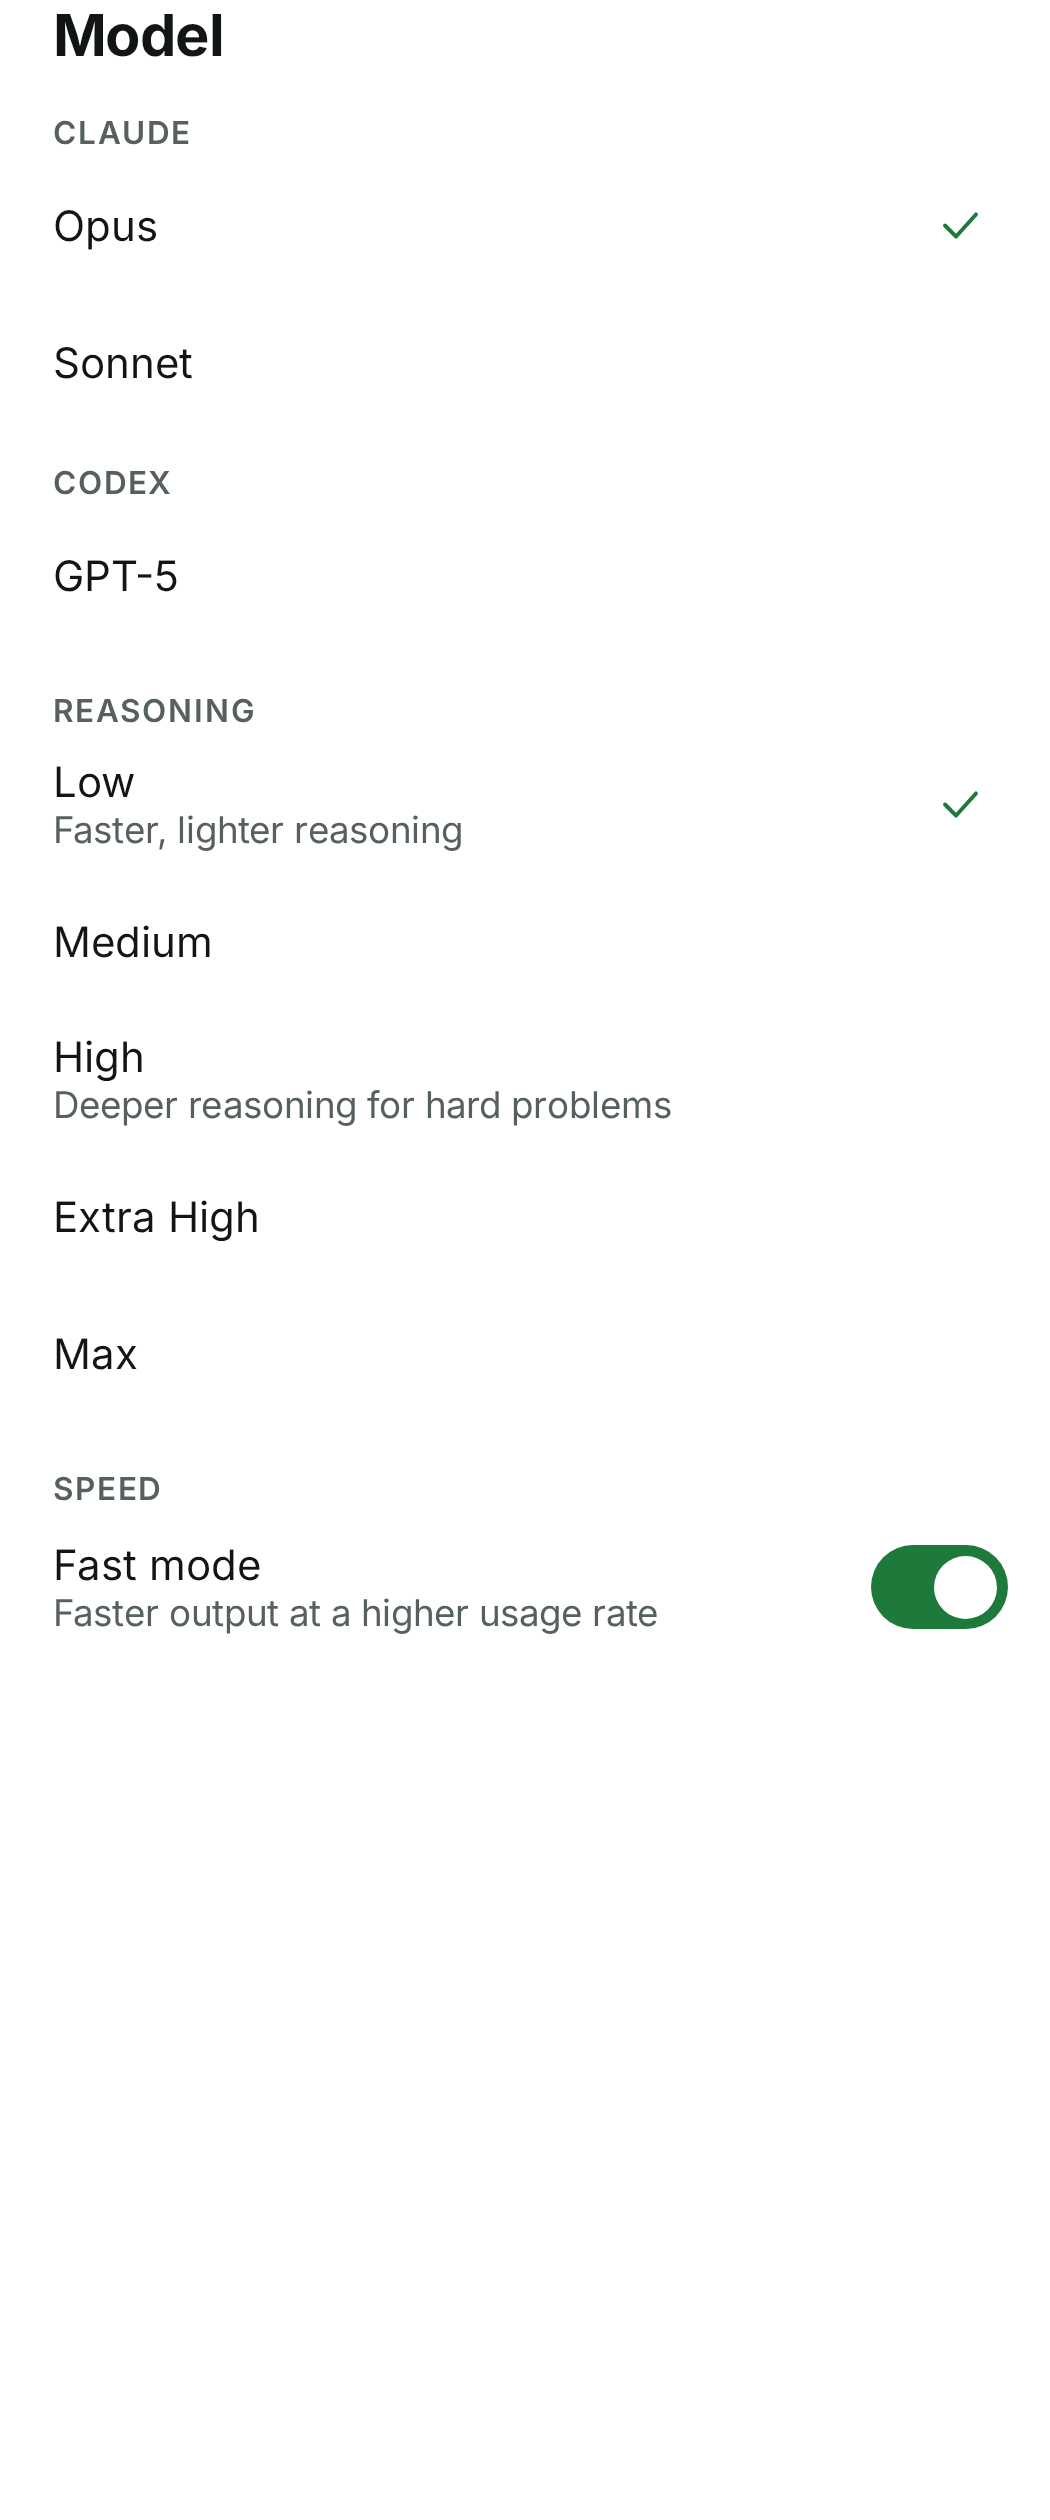 Model
CLAUDE
Opus
Sonnet
CODEX
GPT-5
REASONING
Low
Faster, lighter reasoning
Medium
High
Deeper reasoning for hard problems
Extra High
Max
SPEED
Fast mode
Faster output at a higher usage rate